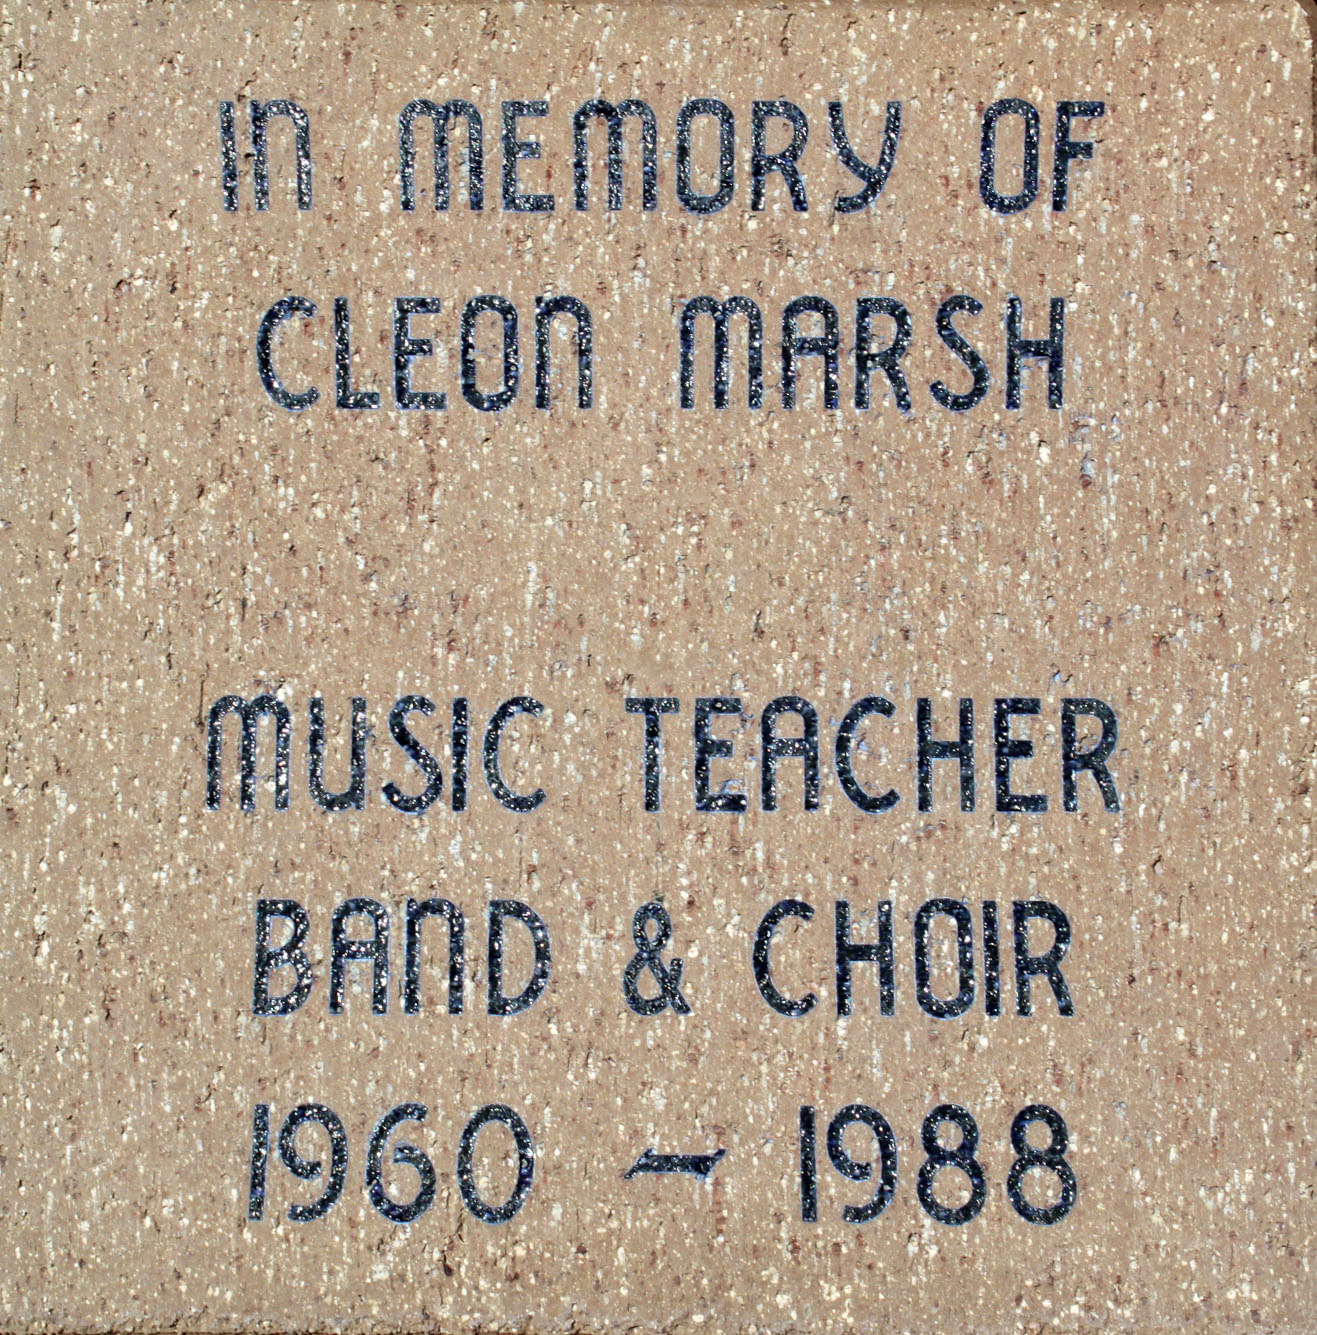 IN MEMORY OF
CLEON MARSH
MUSIC TEACHER
BAND & CHOIR
1960 ~ 1988